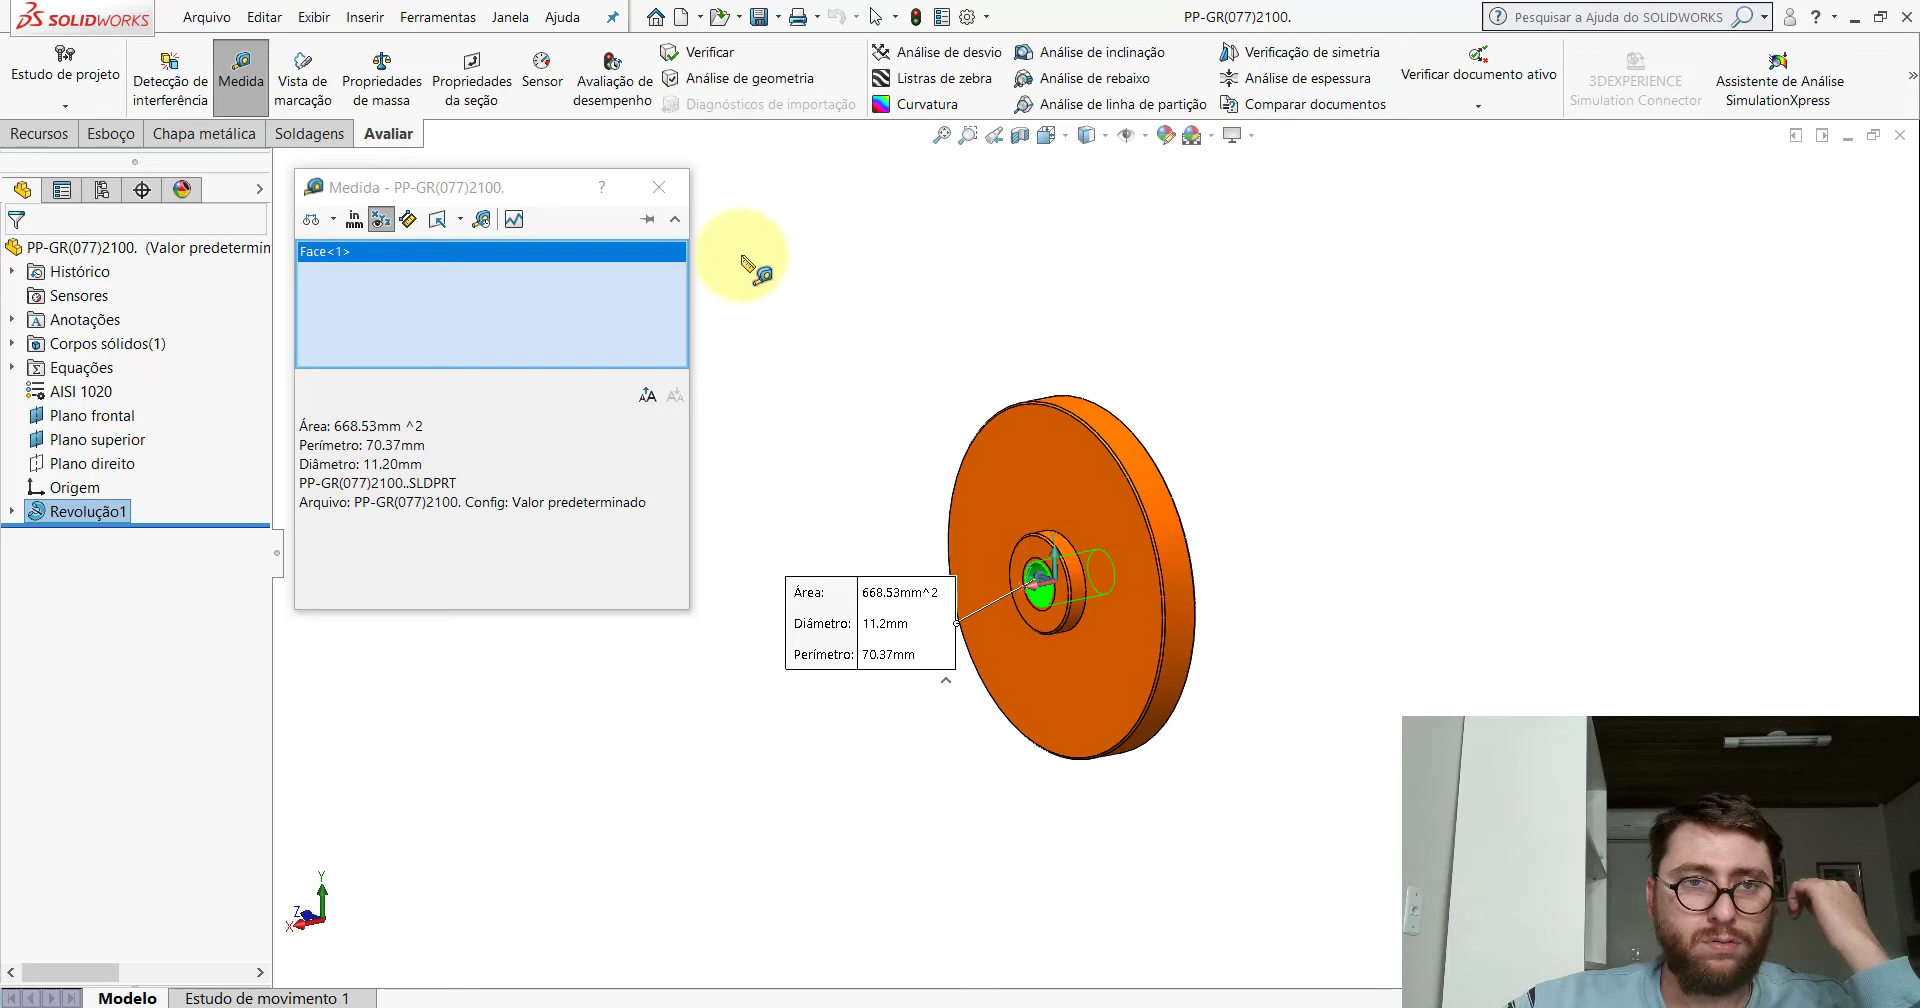 SOLIDWORKS
Arquivo Editar Exibir Inserir Ferramentas Janela Ajuda
PP-GR(077)2100.
Pesquisar a Ajuda do SOLIDWORKS
Estudo de projeto
Detecção de interferência
Medida
Vista de marcação
Propriedades de massa
Propriedades da seção
Sensor
Avaliação de desempenho
Verificar
Análise de geometria
Diagnósticos de importação
Análise de desvio
Listras de zebra
Curvatura
Análise de inclinação
Análise de rebaixo
Análise de linha de partição
Verificação de simetria
Análise de espessura
Comparar documentos
Verificar documento ativo
3DEXPERIENCE
Simulation Connector
Assistente de Análise
SimulationXpress
Recursos Esboço Chapa metálica Soldagens Avaliar
PP-GR(077)2100. (Valor predetermin
Histórico
Sensores
Anotações
Corpos sólidos(1)
Equações
AISI 1020
Plano frontal
Plano superior
Plano direito
Origem
Revolução1
Medida - PP-GR(077)2100.
in
mm
Face<1>
Área: 668.53mm ^2
Perímetro: 70.37mm
Diâmetro: 11.20mm
PP-GR(077)2100..SLDPRT
Arquivo: PP-GR(077)2100. Config: Valor predeterminado
Área: 668.53mm^2
Diâmetro: 11.2mm
Perímetro: 70.37mm
Y
Z
X
Modelo Estudo de movimento 1